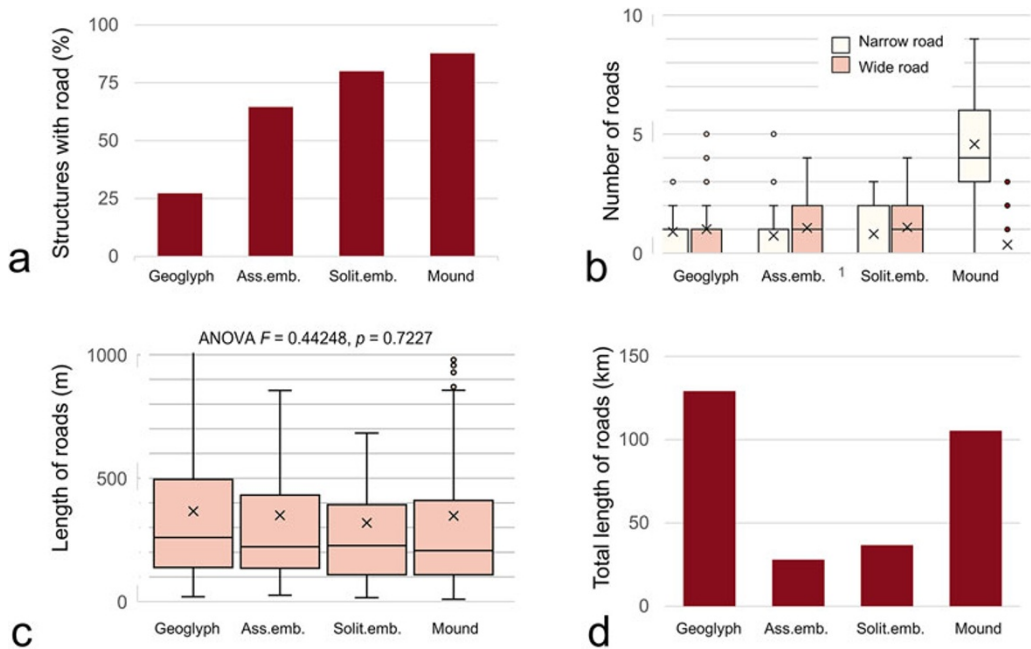 Structures with road (%)
100
75
50
25
0
Geoglyph Ass.emb. Solit.emb. Mound
a
Number of roads
10
5
0
Narrow road
Wide road
Geoglyph Ass.emb. 1 Solit.emb. Mound
b
ANOVA F = 0.44248, p = 0.7227
Length of roads (m)
1000
500
0
Geoglyph Ass.emb. Solit.emb. Mound
c
Total length of roads (km)
150
100
50
0
Geoglyph Ass.emb. Solit.emb. Mound
d